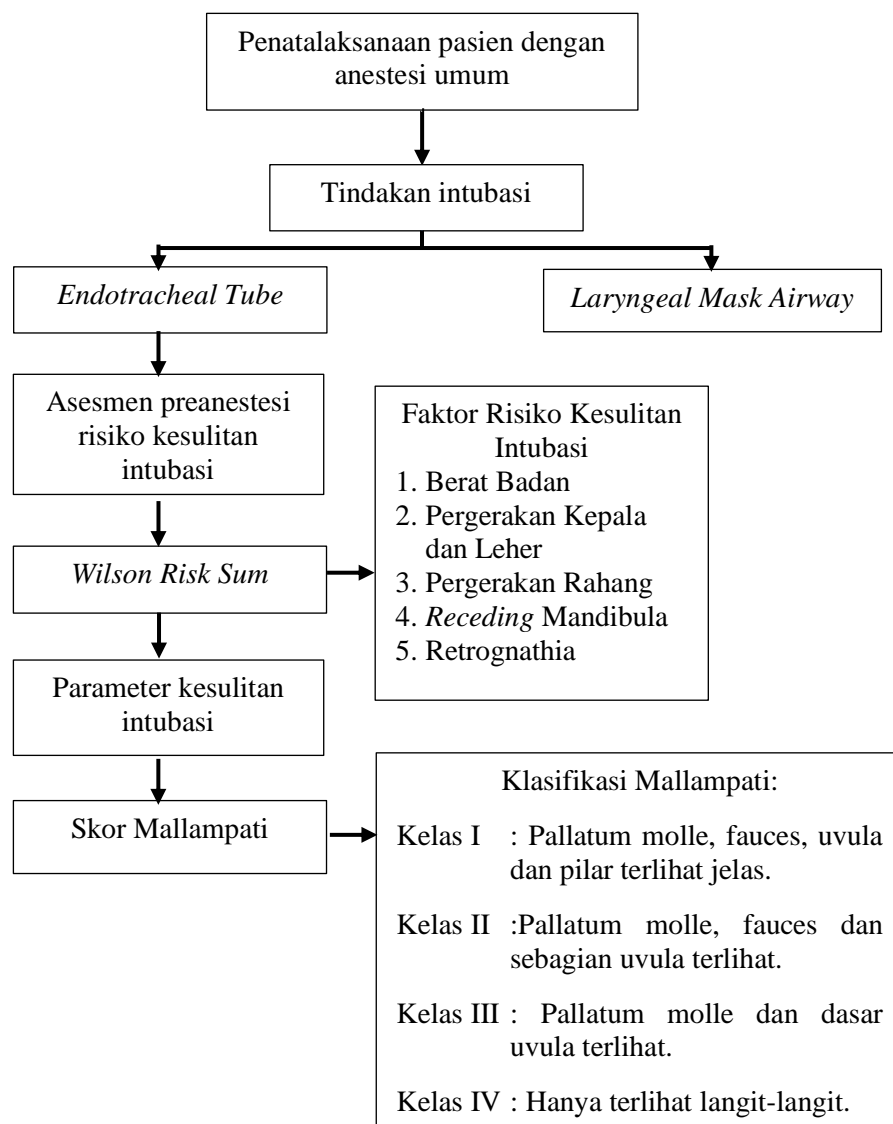 Penatalaksanaan pasien dengan
anestesi umum
Tindakan intubasi
Endotracheal Tube
Laryngeal Mask Airway
Asesmen preanestesi
risiko kesulitan
intubasi
Faktor Risiko Kesulitan
Intubasi
1. Berat Badan
2. Pergerakan Kepala
dan Leher
3. Pergerakan Rahang
4. Receding Mandibula
5. Retrognathia
Wilson Risk Sum
Parameter kesulitan
intubasi
Skor Mallampati
Klasifikasi Mallampati:
Kelas I : Pallatum molle, fauces, uvula
dan pilar terlihat jelas.
Kelas II :Pallatum molle, fauces dan
sebagian uvula terlihat.
Kelas III : Pallatum molle dan dasar
uvula terlihat.
Kelas IV : Hanya terlihat langit-langit.